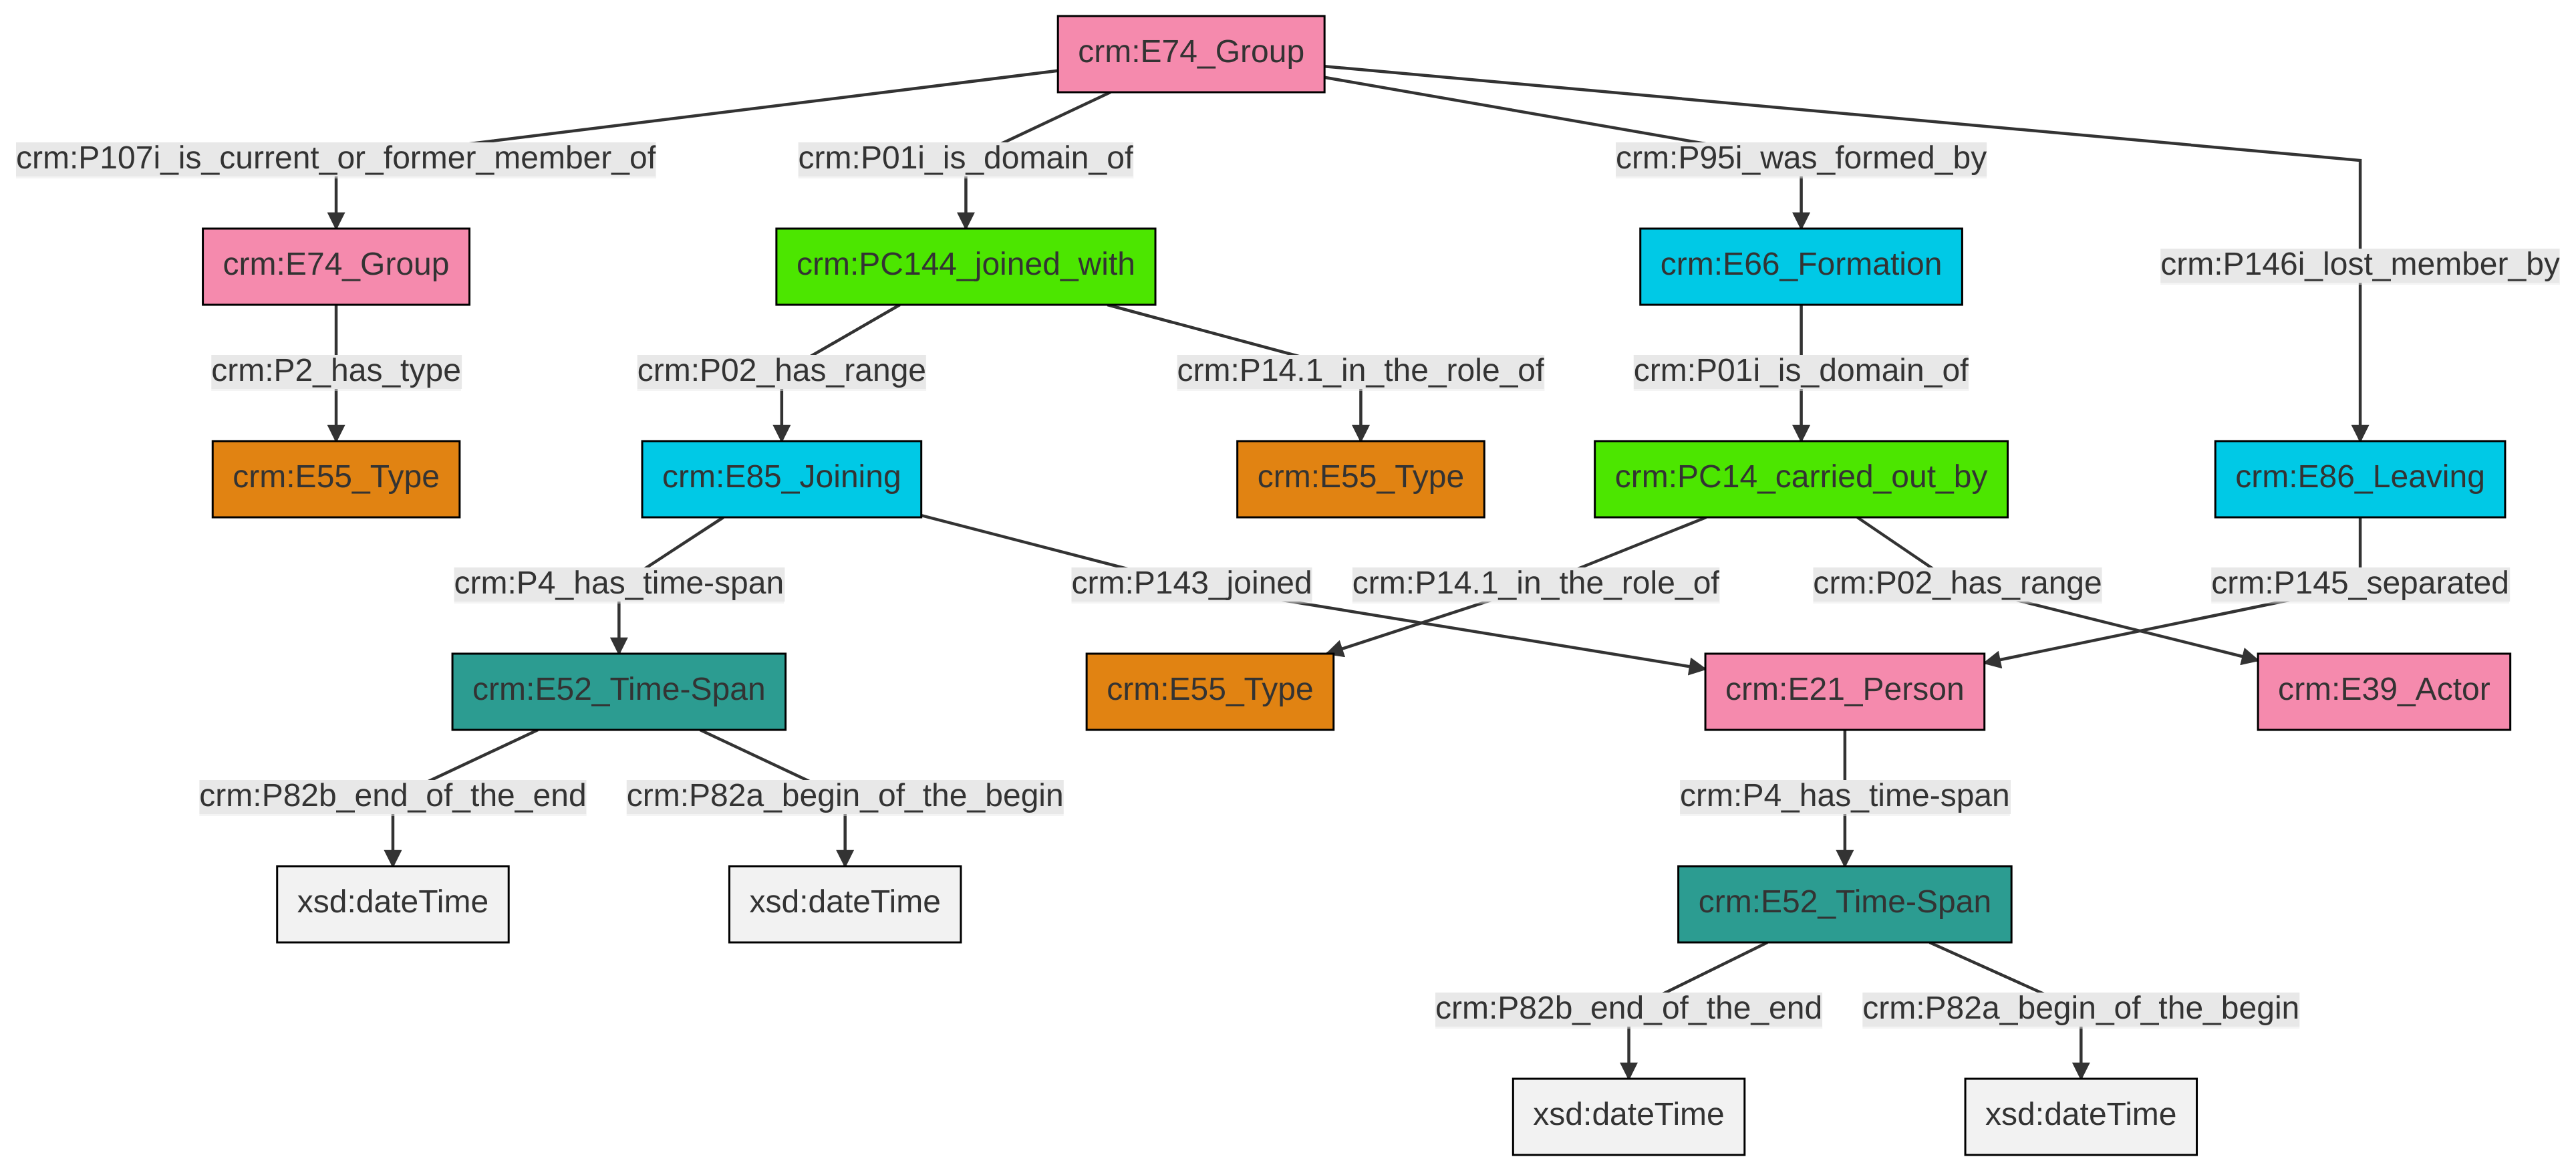 crm:E74_Group
crm:P107i_is_current_or_former_member_of
crm:P01i_is_domain_of
crm:P95i_was_formed_by
crm:E74_Group
crm:PC144_joined_with
crm:E66_Formation
crm:P146i_lost_member_by
crm:P2_has_type
crm:P02_has_range
crm:P14.1_in_the_role_of
crm:P01i_is_domain_of
crm:E55_Type
crm:E85_Joining
crm:E55_Type
crm:PC14_carried_out_by
crm:E86_Leaving
crm:P4_has_time-span
crm:P143_joined
crm:P14.1_in_the_role_of
crm:P02_has_range
crm:P145_separated
crm:E52_Time-Span
crm:E55_Type
crm:E21_Person
crm:E39_Actor
crm:P82b_end_of_the_end
crm:P82a_begin_of_the_begin
crm:P4_has_time-span
xsd:dateTime
xsd:dateTime
crm:E52_Time-Span
crm:P82b_end_of_the_end
crm:P82a_begin_of_the_begin
xsd:dateTime
xsd:dateTime